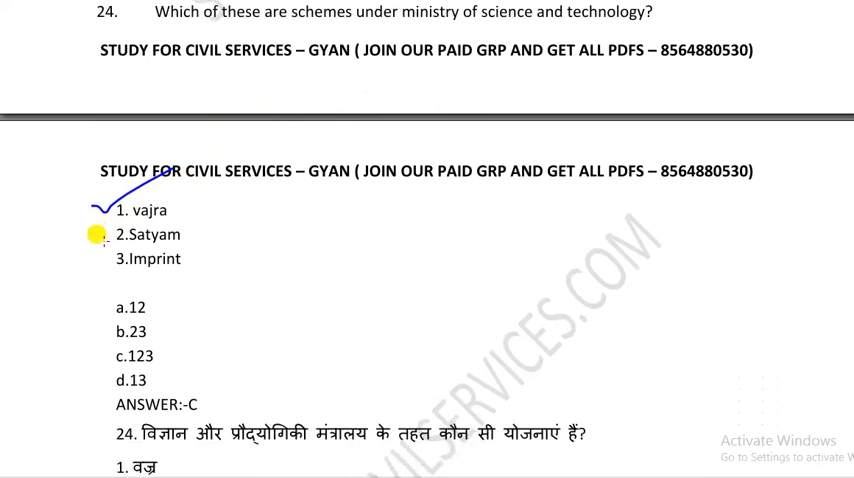 24. Which of these are schemes under ministry of science and technology?
STUDY FOR CIVIL SERVICES – GYAN ( JOIN OUR PAID GRP AND GET ALL PDFS – 8564880530)
STUDY FOR CIVIL SERVICES – GYAN ( JOIN OUR PAID GRP AND GET ALL PDFS – 8564880530)
1. vajra
2.Satyam
3.Imprint
a.12
b.23
c.123
d.13
ANSWER:-C
24. विज्ञान और प्रौद्योगिकी मंत्रालय के तहत कौन सी योजनाएं हैं?
1. वज्र
CIVILSERVICES.COM
Activate Windows
Go to Settings to activate W